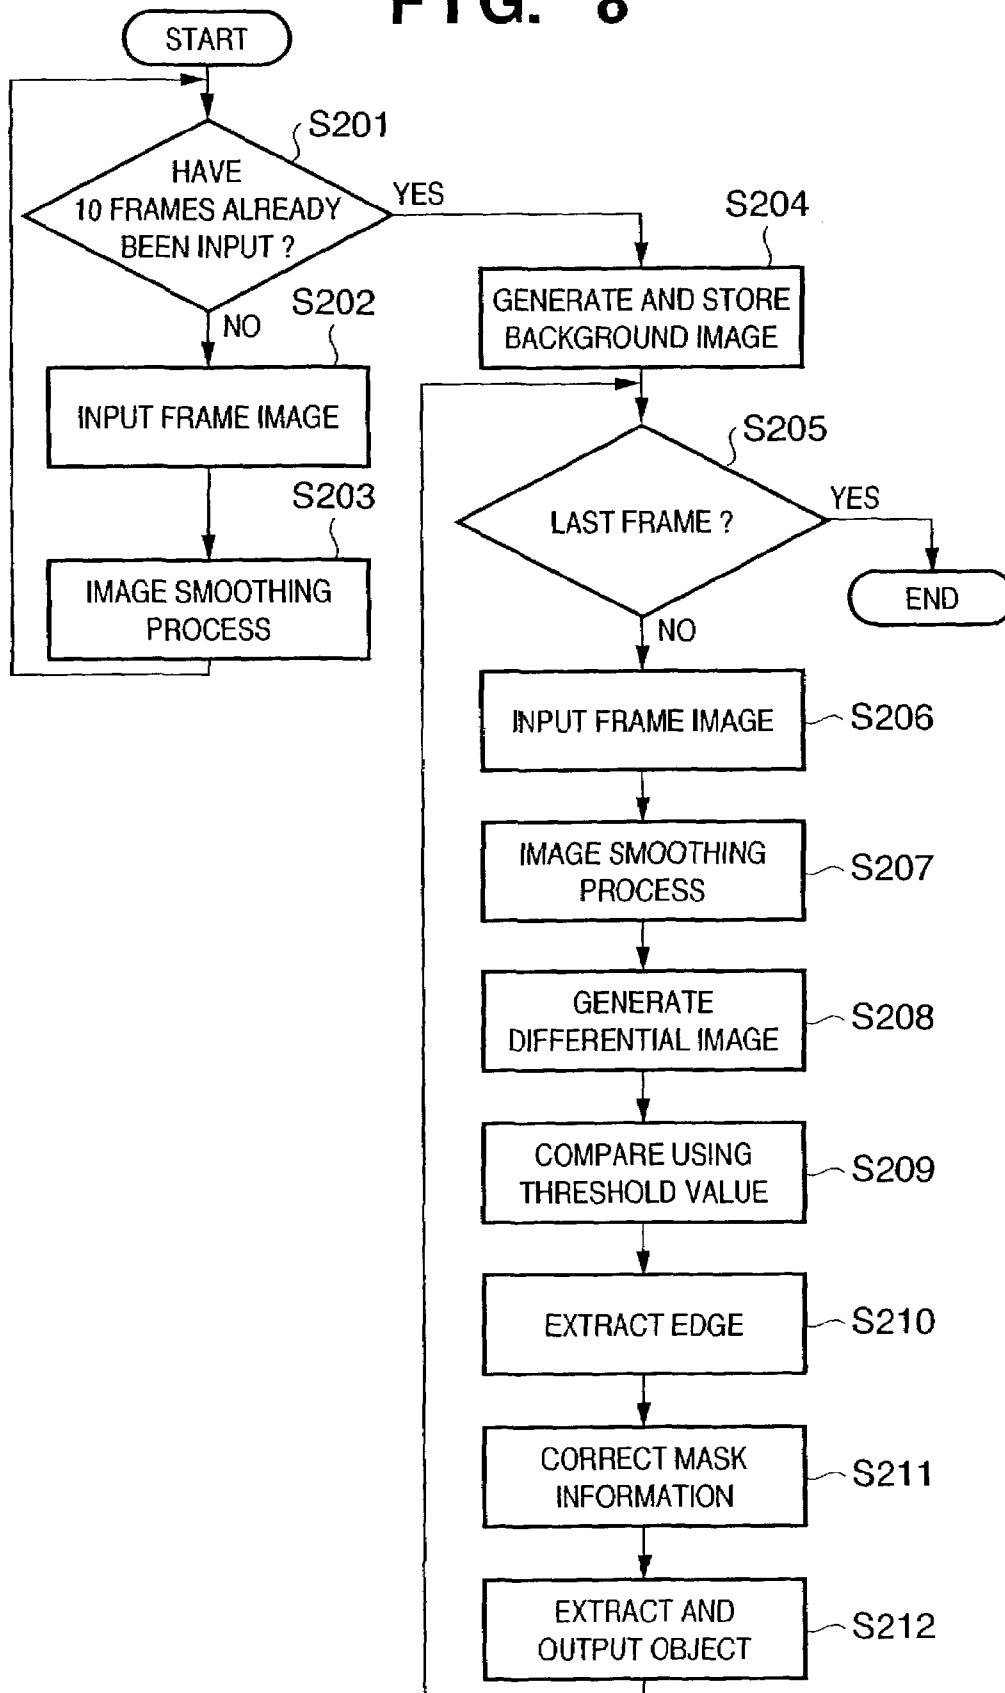 FIG. 8
START
S201
HAVE
10 FRAMES ALREADY
BEEN INPUT ?
YES
NO
S202
INPUT FRAME IMAGE
S203
IMAGE SMOOTHING
PROCESS
S204
GENERATE AND STORE
BACKGROUND IMAGE
S205
LAST FRAME ?
YES
END
NO
INPUT FRAME IMAGE
S206
IMAGE SMOOTHING
PROCESS
S207
GENERATE
DIFFERENTIAL IMAGE
S208
COMPARE USING
THRESHOLD VALUE
S209
EXTRACT EDGE
S210
CORRECT MASK
INFORMATION
S211
EXTRACT AND
OUTPUT OBJECT
S212